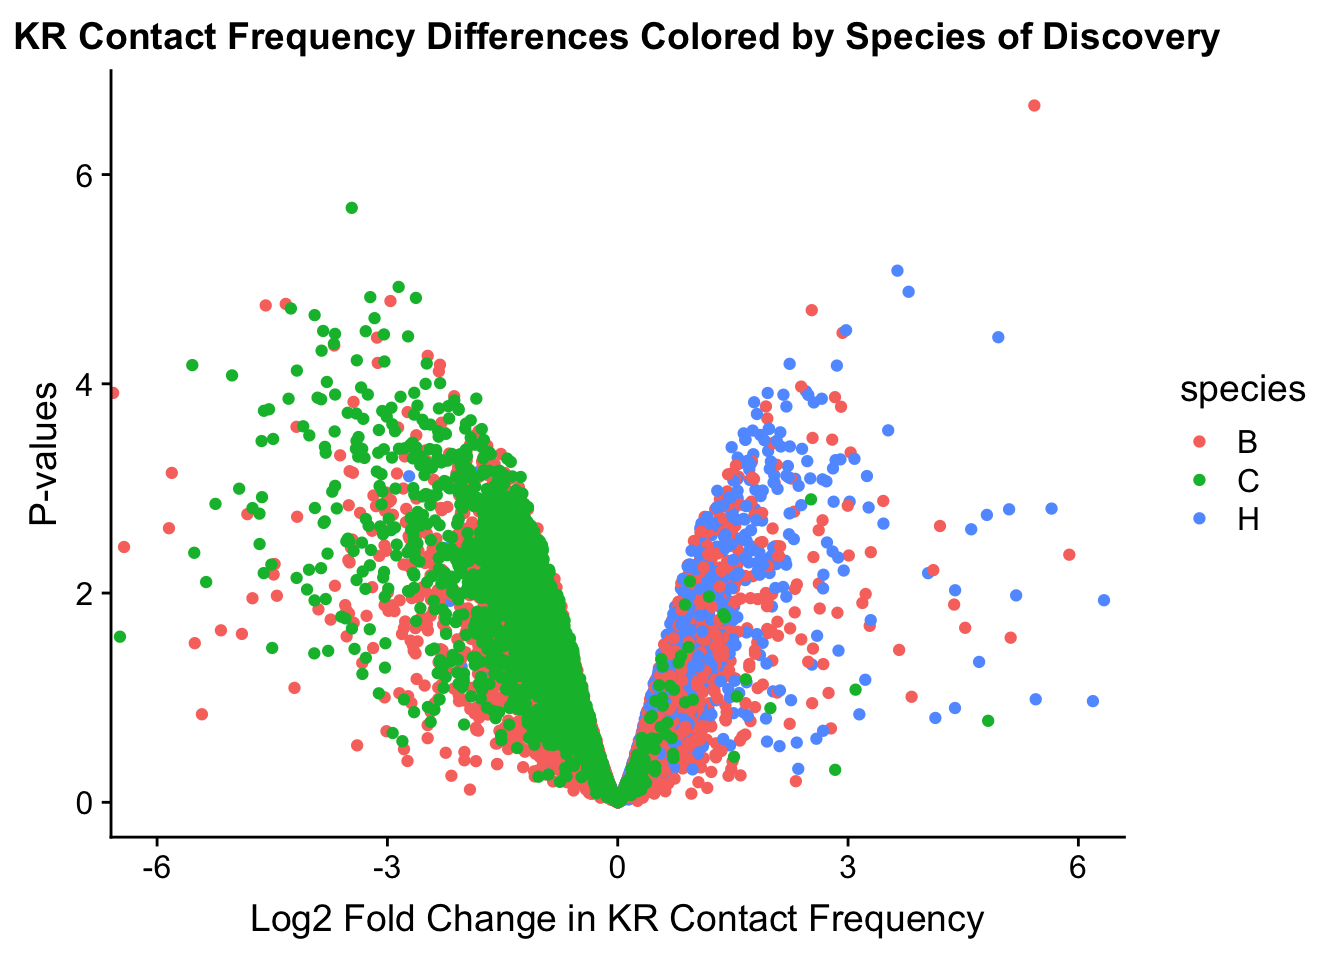 KR Contact Frequency Differences Colored by Species of Discovery
6
4
2
0
P-values
-6
-3
0
3
6
Log2 Fold Change in KR Contact Frequency
species
B
C
H